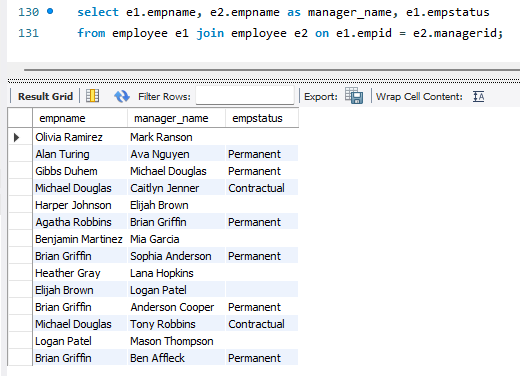 130 select e1.empname, e2.empname as manager_name, e1.empstatus
131 from employee e1 join employee e2 on e1.empid = e2.managerid;
Result Grid Filter Rows: Export: Wrap Cell Content: IA
empname manager_name empstatus
Olivia Ramirez Mark Ranson
Alan Turing Ava Nguyen Permanent
Gibbs Duhem Michael Douglas Permanent
Michael Douglas Caitlyn Jenner Contractual
Harper Johnson Elijah Brown
Agatha Robbins Brian Griffin Permanent
Benjamin Martinez Mia Garcia
Brian Griffin Sophia Anderson Permanent
Heather Gray Lana Hopkins
Elijah Brown Logan Patel
Brian Griffin Anderson Cooper Permanent
Michael Douglas Tony Robbins Contractual
Logan Patel Mason Thompson
Brian Griffin Ben Affleck Permanent